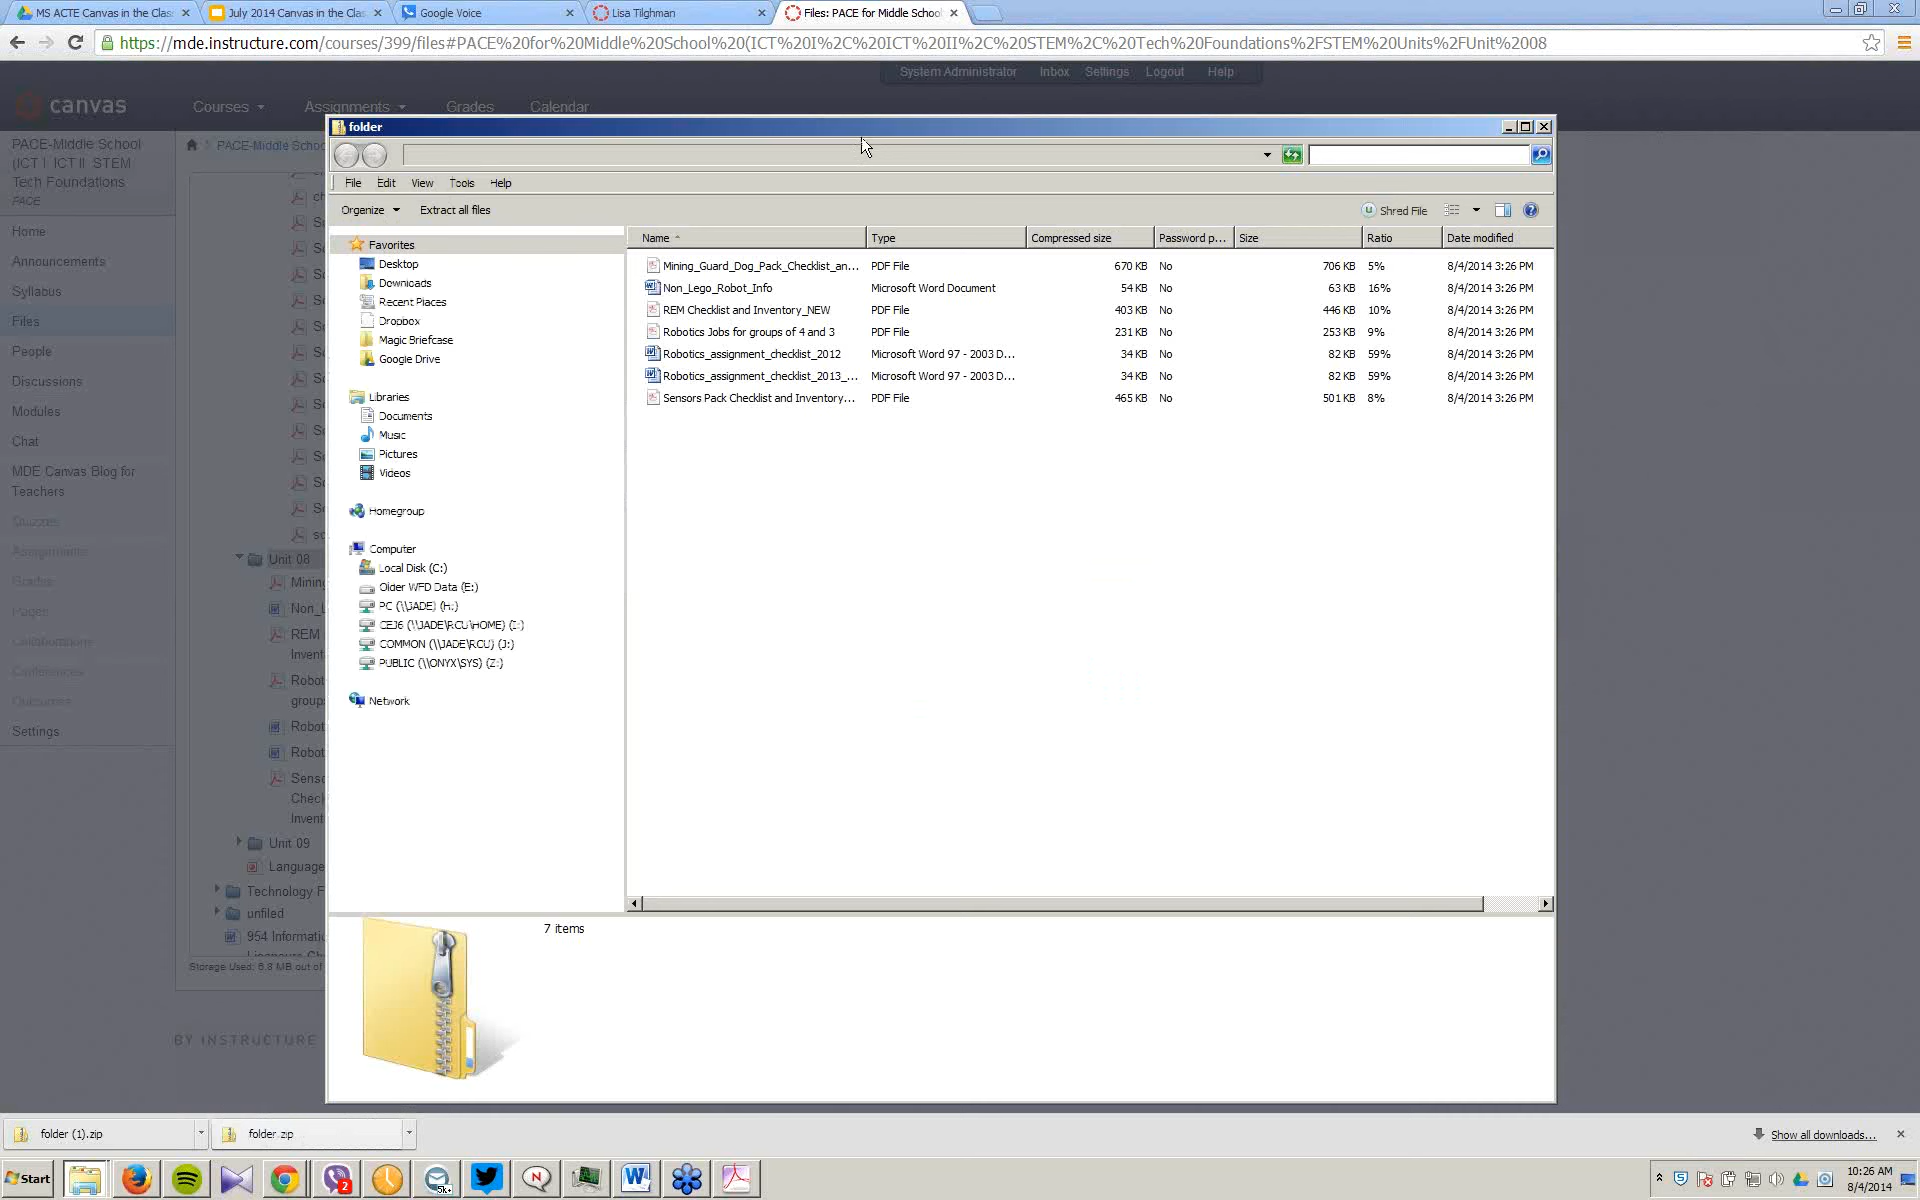 MS ACTE Canvas in the Clas
July 2014 Canvas in the Clas
Google Voice
Lisa Tilghman
Files: PACE for Middle School
https://mde.instructure.com/courses/399/files#PACE%20for%20Middle%20School%20(ICT%20I%2C%20ICT%20II%2C%20STEM%2C%20Tech%20Foundations%2FSTEM%20Units%2FUnit%2008
System Administrator Inbox Settings Logout Help
canvas Courses Assignments Grades Calendar
PACE-Middle School
(ICT I ICT II STEM
Tech Foundations
PACE
Home
Announcements
Syllabus
Files
People
Discussions
Modules
Chat
MDE Canvas Blog for
Teachers
Quizzes
Assignments
Grades
Pages
Collaborations
Conferences
Outcomes
Settings
PACE-Middle Schoo
Unit 08
Mining
Non_L
REM
Invent
Robot
group
Robot
Robot
Senso
Check
Invent
Unit 09
Language
Technology F
unfiled
954 Informatio
Storage Used: 6.8 MB out of
BY INSTRUCTURE
folder
File Edit View Tools Help
Organize Extract all files Shred File
Favorites
Desktop
Downloads
Recent Places
Dropbox
Magic Briefcase
Google Drive
Libraries
Documents
Music
Pictures
Videos
Homegroup
Computer
Local Disk (C:)
Older WFD Data (E:)
PC (\\JADE) (H:)
CEJ6 (\\JADE\RCU\HOME) (I:)
COMMON (\\JADE\RCU) (J:)
PUBLIC (\\ONYX\SYS) (Z:)
Network
Name Type Compressed size Password p... Size Ratio Date modified
Mining_Guard_Dog_Pack_Checklist_an... PDF File 670 KB No 706 KB 5% 8/4/2014 3:26 PM
Non_Lego_Robot_Info Microsoft Word Document 54 KB No 63 KB 16% 8/4/2014 3:26 PM
REM Checklist and Inventory_NEW PDF File 403 KB No 446 KB 10% 8/4/2014 3:26 PM
Robotics Jobs for groups of 4 and 3 PDF File 231 KB No 253 KB 9% 8/4/2014 3:26 PM
Robotics_assignment_checklist_2012 Microsoft Word 97 - 2003 D... 34 KB No 82 KB 59% 8/4/2014 3:26 PM
Robotics_assignment_checklist_2013_... Microsoft Word 97 - 2003 D... 34 KB No 82 KB 59% 8/4/2014 3:26 PM
Sensors Pack Checklist and Inventory... PDF File 465 KB No 501 KB 8% 8/4/2014 3:26 PM
7 items
folder (1).zip
folder.zip
Show all downloads...
Start
2
5k+
10:26 AM
8/4/2014